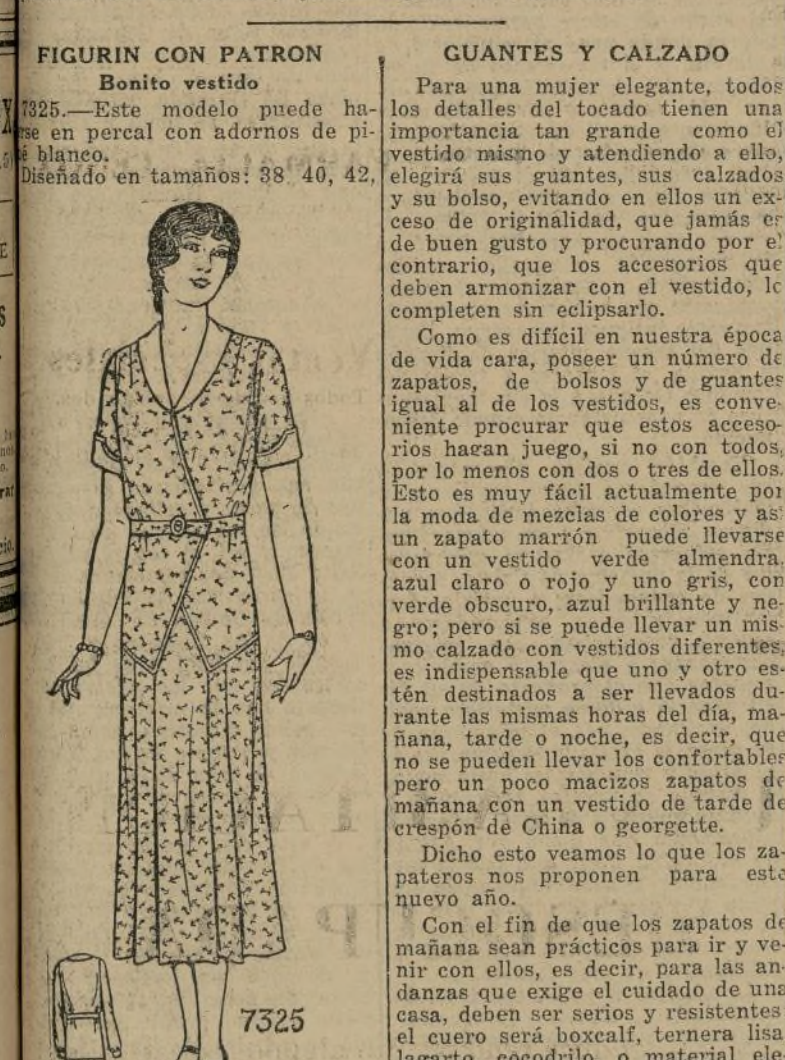 FIGURIN CON PATRON
Bonito vestido
7325.—Este modelo puede ha-
en percal con adornos de pi-
blanco.
Diseñado en tamaños: 38 40, 42,
7325
GUANTES Y CALZADO
Para una mujer elegante, todos
los detalles del tocado tienen una
importancia tan grande como el
vestido mismo y atendiendo a ello,
elegirá sus guantes, sus calzados
y su bolso, evitando en ellos un ex-
ceso de originalidad, que jamás es
de buen gusto y procurando por el
contrario, que los accesorios que
deben armonizar con el vestido, lo
completen sin eclipsarlo.
Como es difícil en nuestra época
de vida cara, poseer un número de
zapatos, de bolsos y de guantes
igual al de los vestidos, es conve-
niente procurar que estos acceso-
rios hagan juego, si no con todos,
por lo menos con dos o tres de ellos.
Esto es muy fácil actualmente por
la moda de mezclas de colores y así
un zapato marrón puede llevarse
con un vestido verde almendra,
azul claro o rojo y uno gris, con
verde obscuro, azul brillante y ne-
gro; pero si se puede llevar un mis-
mo calzado con vestidos diferentes,
es indispensable que uno y otro es-
tén destinados a ser llevados du-
rante las mismas horas del día, ma-
ñana, tarde o noche, es decir, que
no se pueden llevar los confortables
pero un poco macizos zapatos de
mañana con un vestido de tarde de
crespón de China o georgette.
Dicho esto veamos lo que los za-
pateros nos proponen para este
nuevo año.
Con el fin de que los zapatos de
mañana sean prácticos para ir y ve-
nir con ellos, es decir, para las an-
danzas que exige el cuidado de una
casa, deben ser serios y resistentes
el cuero será boxcalf, ternera lisa
lagarto, cocodrilo o material ele-